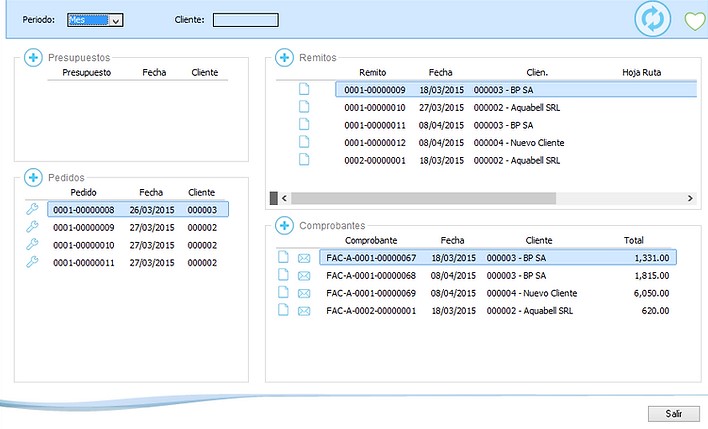 Periodo: Mes Cliente:
Presupuestos
Presupuesto Fecha Cliente
Pedidos
Pedido Fecha Cliente
0001-00000008 26/03/2015 000003
0001-00000009 27/03/2015 000002
0001-00000010 27/03/2015 000002
0001-00000011 27/03/2015 000002
Remitos
Remito Fecha Clien. Hoja Ruta
0001-00000009 18/03/2015 000003 - BP SA
0001-00000010 27/03/2015 000002 - Aquabell SRL
0001-00000011 08/04/2015 000003 - BP SA
0001-00000012 08/04/2015 000004 - Nuevo Cliente
0002-00000001 18/03/2015 000002 - Aquabell SRL
Comprobantes
Comprobante Fecha Cliente Total
FAC-A-0001-00000067 18/03/2015 000003 - BP SA 1,331.00
FAC-A-0001-00000068 08/04/2015 000003 - BP SA 1,815.00
FAC-A-0001-00000069 08/04/2015 000004 - Nuevo Cliente 6,050.00
FAC-A-0002-00000001 18/03/2015 000002 - Aquabell SRL 620.00
Salir